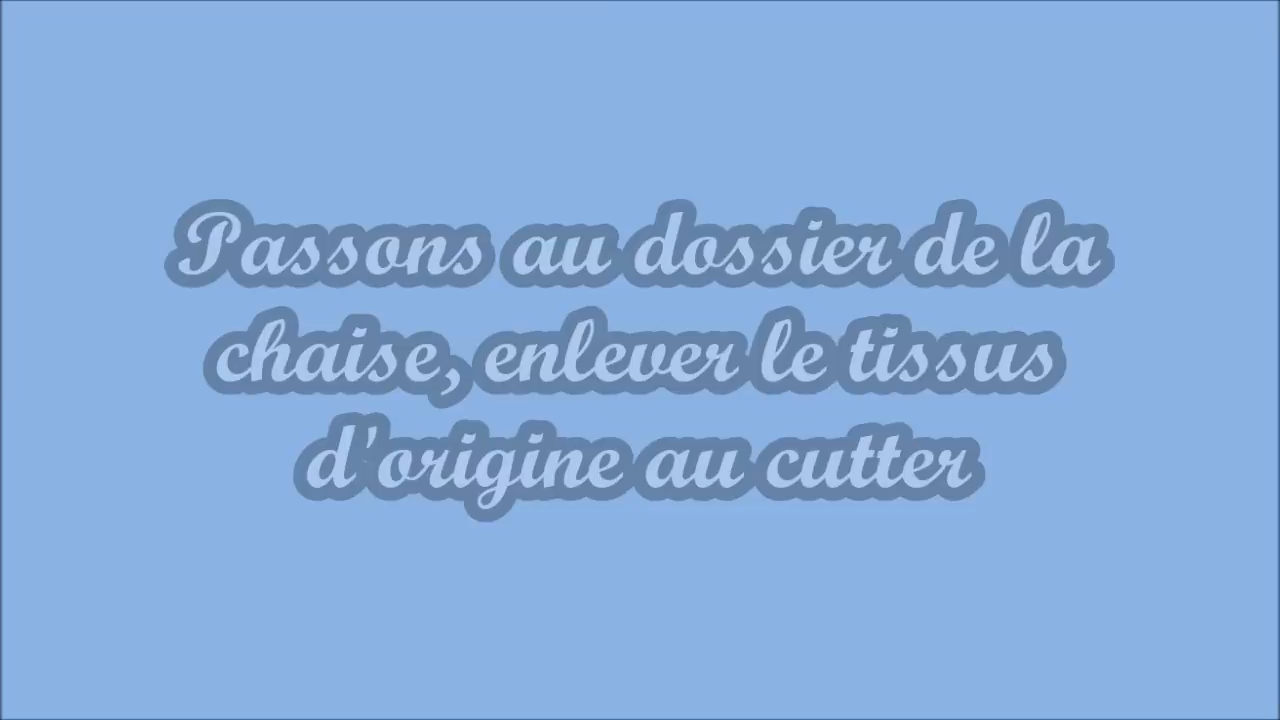 Passons au dossier de la
chaise, enlever le tissus
d'origine au cutter